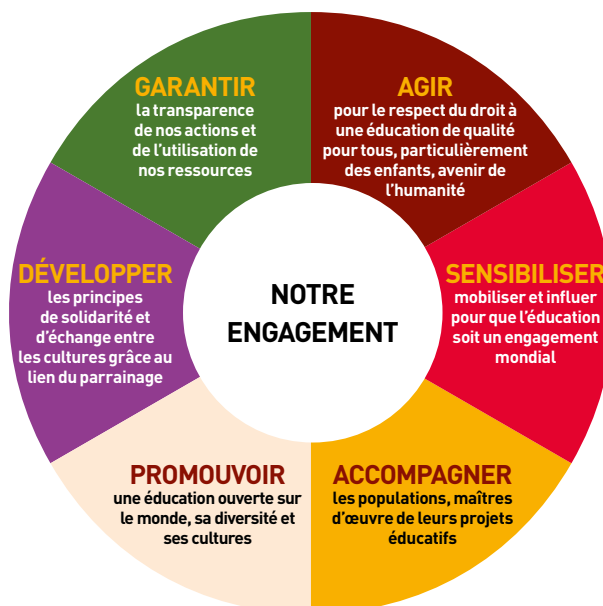 NOTRE
ENGAGEMENT
AGIR
pour le respect du droit à
une éducation de qualité
pour tous, particulièrement
des enfants, avenir de
l'humanité
SENSIBILISER
mobiliser et influer
pour que l'éducation
soit un engagement
mondial
ACCOMPAGNER
les populations, maîtres
d'œuvre de leurs projets
éducatifs
PROMOUVOIR
une éducation ouverte sur
le monde, sa diversité et
ses cultures
DÉVELOPPER
les principes
de solidarité et
d'échange entre
les cultures grâce au
lien du parrainage
GARANTIR
la transparence
de nos actions et
de l'utilisation de
nos ressources